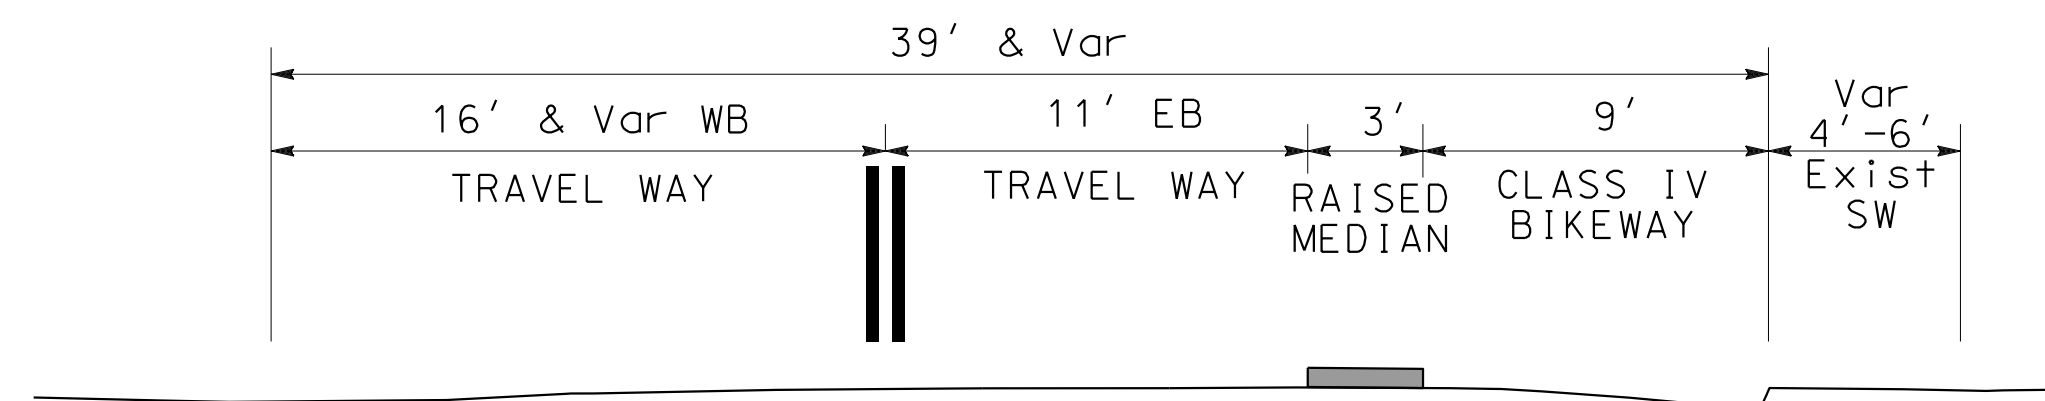 39' & Var
16' & Var WB
TRAVEL WAY
11' EB
TRAVEL WAY
3'
RAISED
MEDIAN
9'
CLASS IV
BIKEWAY
Var
4'-6'
Exist
SW